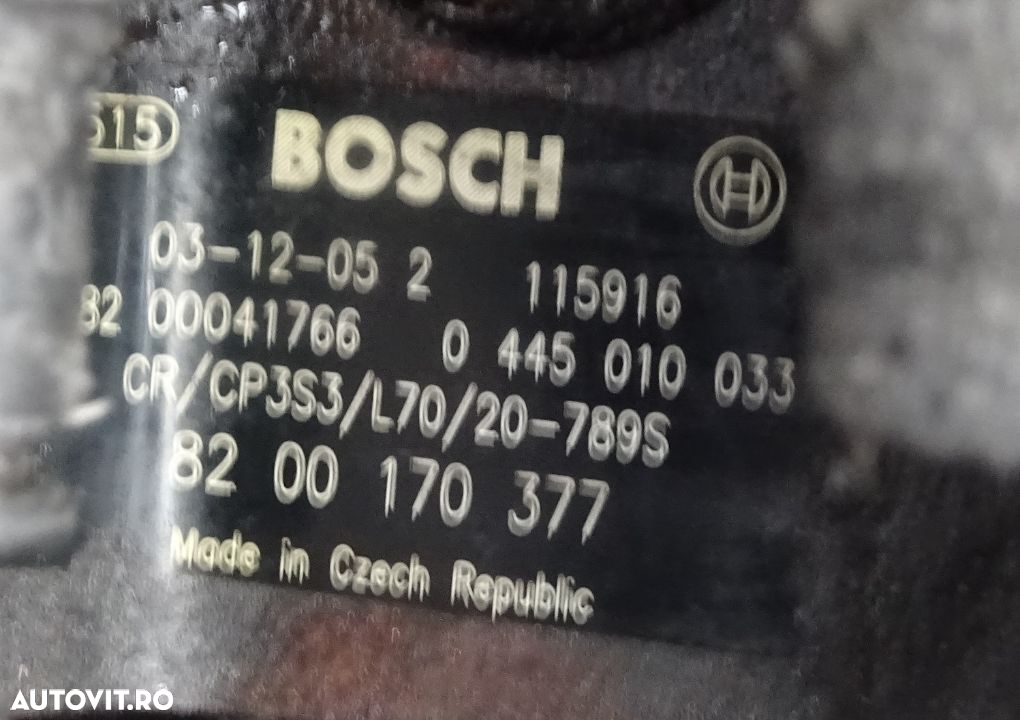 615
BOSCH
03-12-05 2 115916
82 00041766 0 445 010 033
CR/CP3S3/L70/20-789S
82 00 170 377
Made in Czech Republic
AUTOVIT.RO